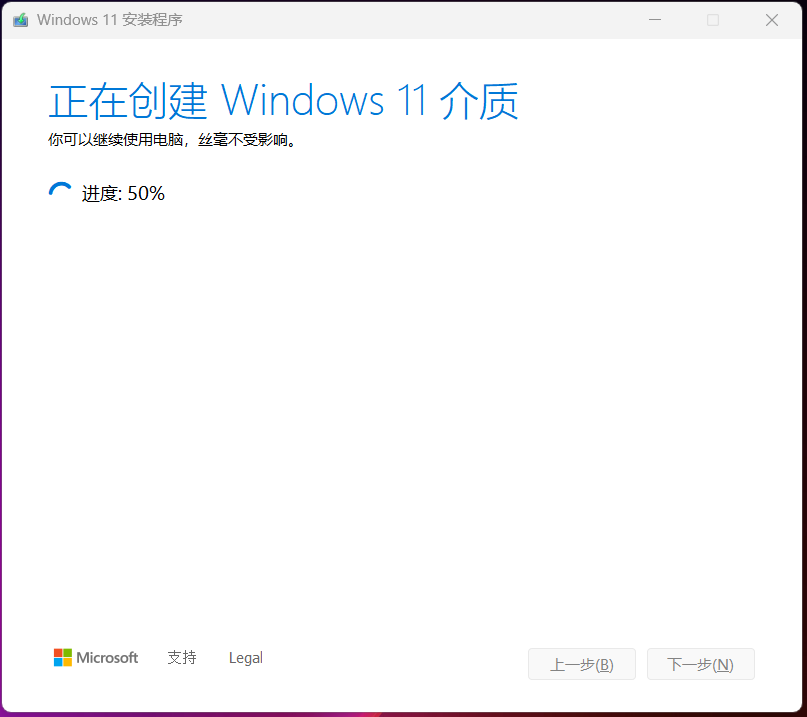 Windows 11 安装程序
正在创建 Windows 11 介质
你可以继续使用电脑，丝毫不受影响。
进度: 50%
Microsoft 支持 Legal 上一步(B) 下一步(N)